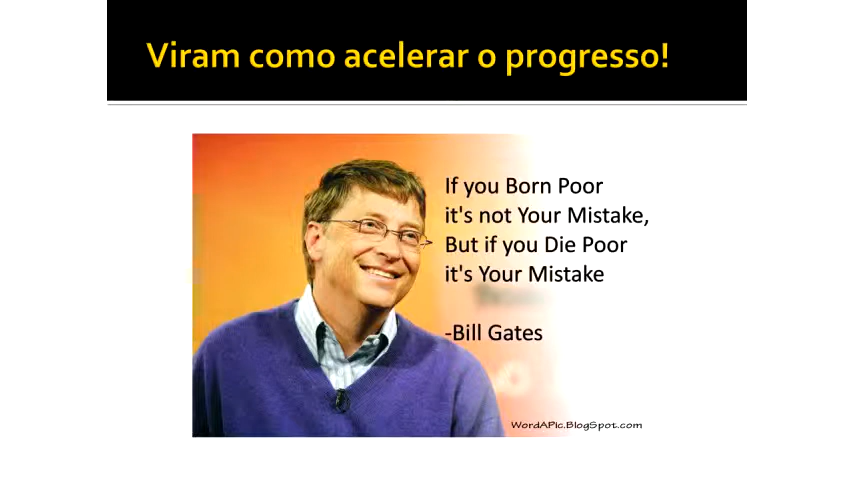 Viram como acelerar o progresso!
If you Born Poor
it's not Your Mistake,
But if you Die Poor
it's Your Mistake
-Bill Gates
WordAPic.BlogSpot.com